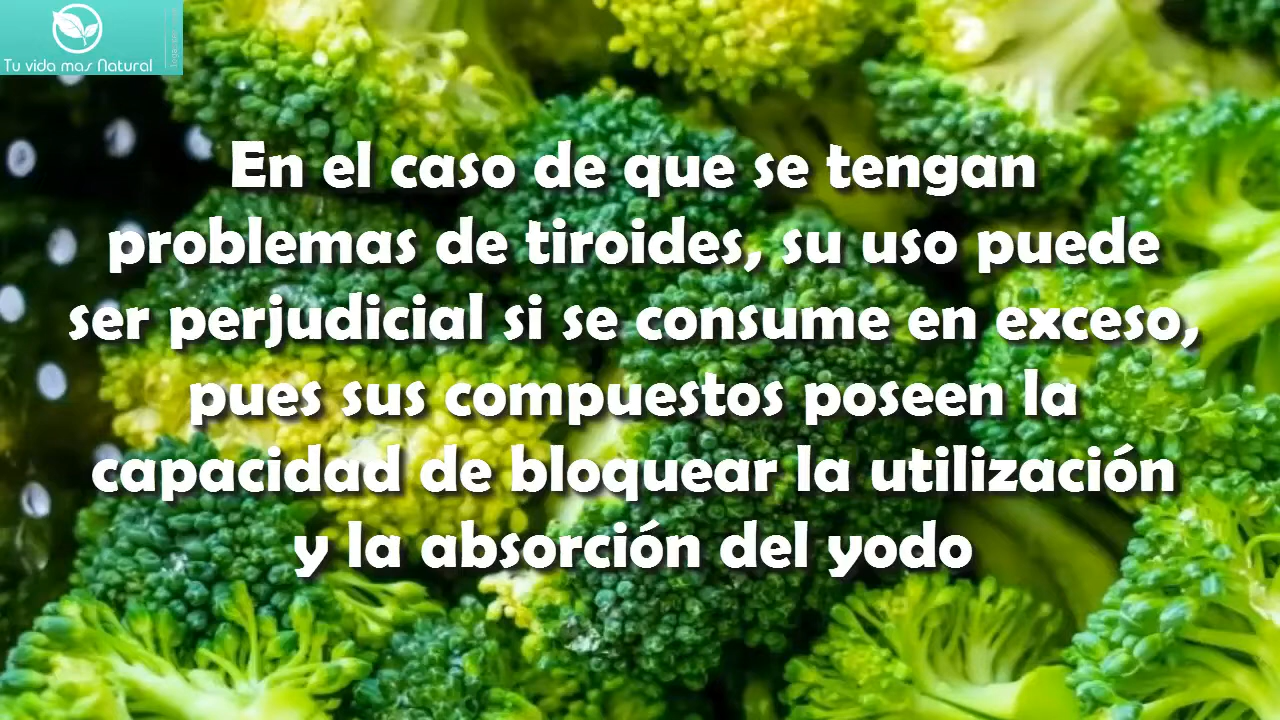 Tu vida mas Natural
En el caso de que se tengan
problemas de tiroides, su uso puede
ser perjudicial si se consume en exceso,
pues sus compuestos poseen la
capacidad de bloquear la utilización
y la absorción del yodo